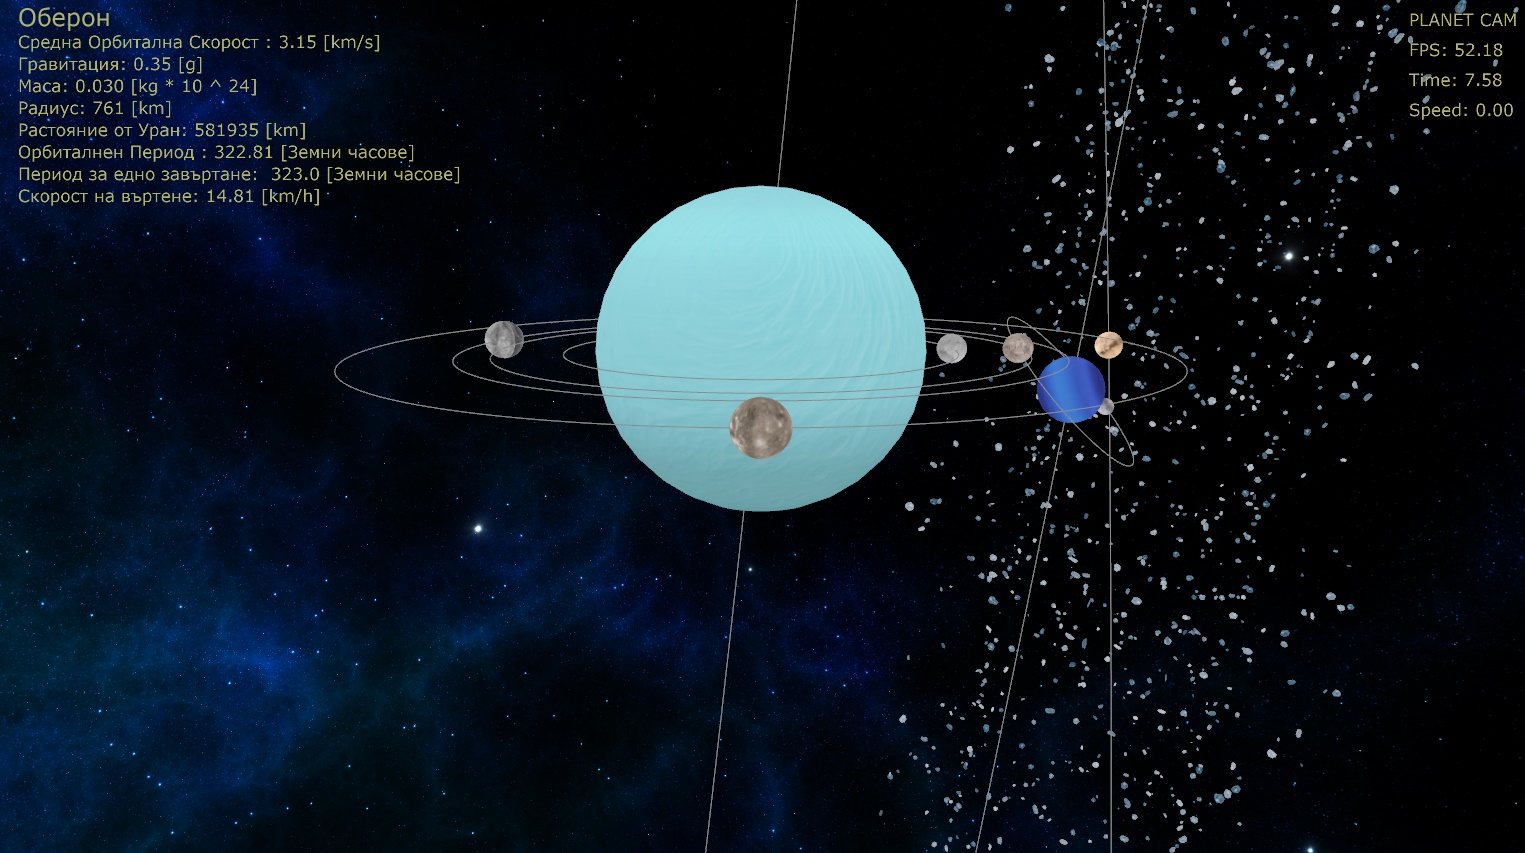 Оберон
Средна Орбитална Скорост : 3.15 [km/s]
Гравитация: 0.35 [g]
Маса: 0.030 [kg * 10 ^ 24]
Радиус: 761 [km]
Растояние от Уран: 581935 [km]
Орбиталнен Период : 322.81 [Земни часове]
Период за едно завъртане:  323.0 [Земни часове]
Скорост на въртене: 14.81 [km/h]
PLANET CAM
FPS: 52.18
Time: 7.58
Speed: 0.00